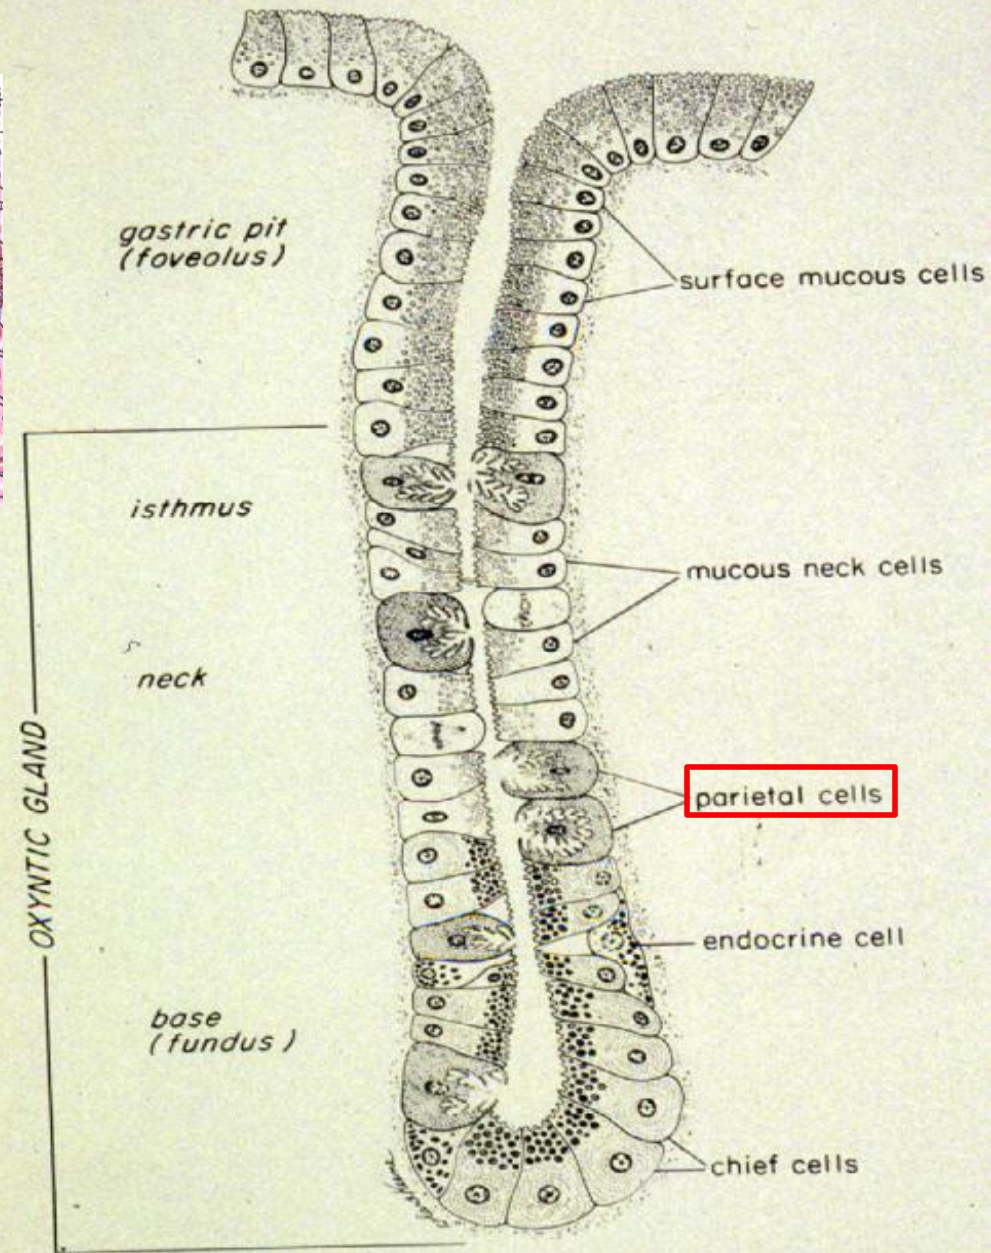 gastric pit
(foveolus)
surface mucous cells
isthmus
mucous neck cells
neck
OXYNTIC GLAND
parietal cells
endocrine cell
base
(fundus)
chief cells